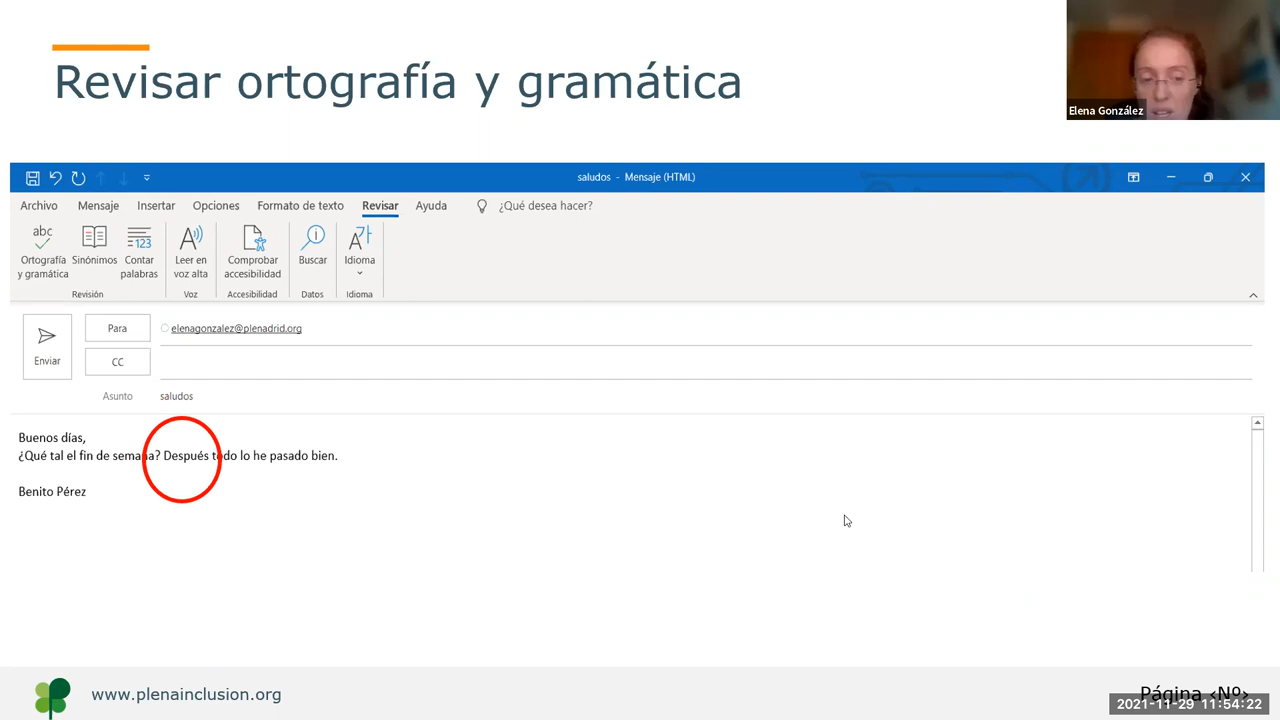 Revisar ortografía y gramática
Elena González
saludos - Mensaje (HTML)
Archivo Mensaje Insertar Opciones Formato de texto Revisar Ayuda ¿Qué desea hacer?
abc 123
Ortografía y gramática
Sinónimos
Contar palabras
Leer en voz alta
Comprobar accesibilidad
Buscar
Idioma
Revisión Voz Accesibilidad Datos Idioma
Para elenagonzalez@plenadrid.org
Enviar
CC
Asunto saludos
Buenos días,
¿Qué tal el fin de semana? Después todo lo he pasado bien.
Benito Pérez
www.plenainclusion.org
Página ‹Nº›
2021-11-29 11:54:22